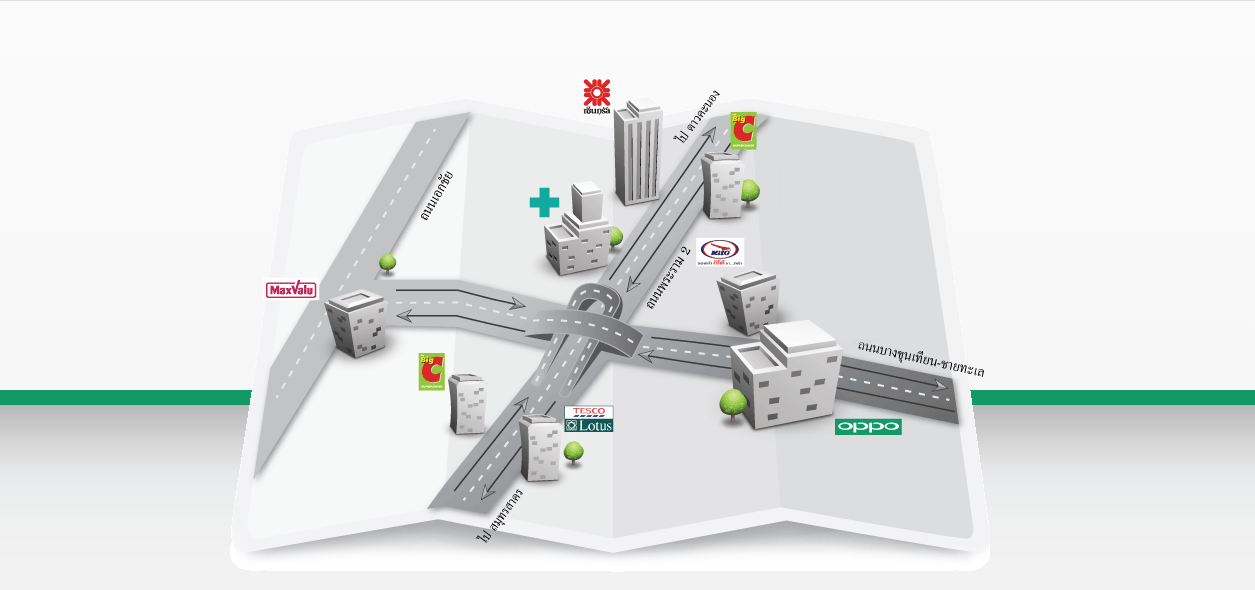 เซ็นทรัล
ไป ดาวคะนอง
Big
C
SUPERCENTER
ถนนเอกชัย
KFG
ถนนพระราม 2
MaxValu
Big
C
SUPERCENTER
ถนนบางขุนเทียน-ชายทะเล
TESCO
Lotus
oppo
ไป สมุทรสาคร